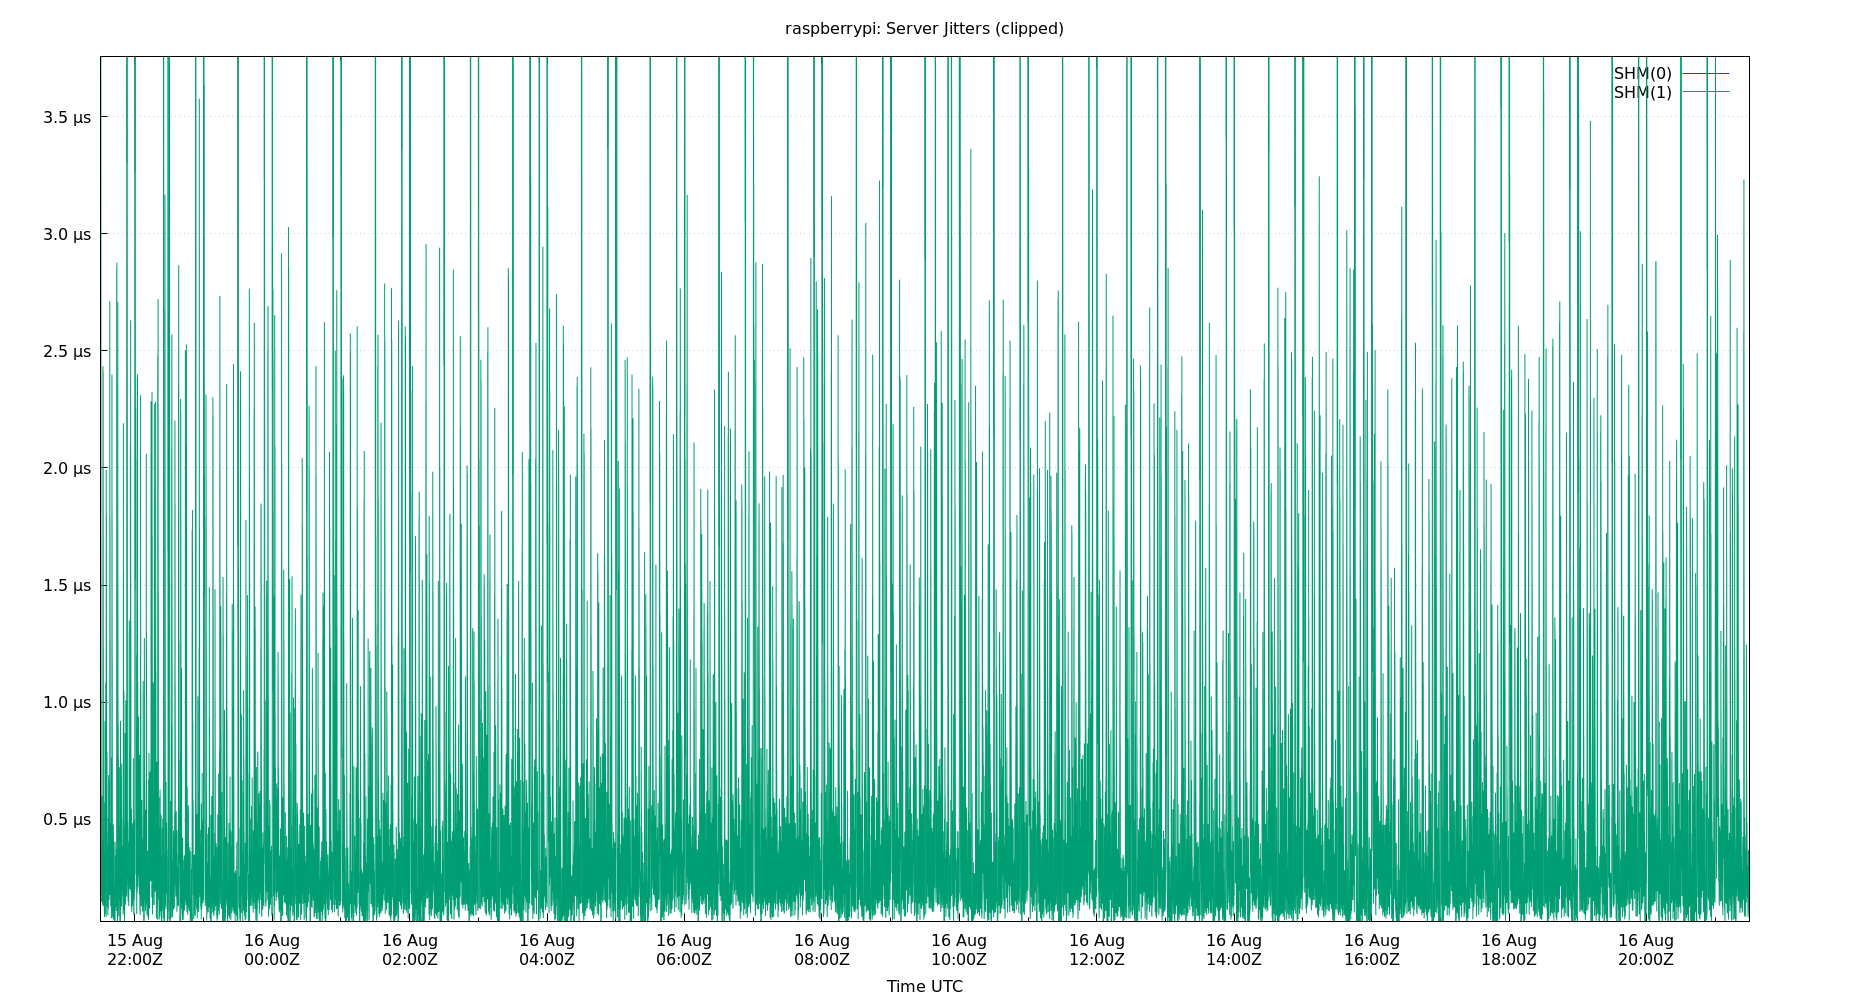 raspberrypi: Server Jitters (clipped)
SHM(0)
SHM(1)
3.5 µs
3.0 µs
2.5 µs
2.0 µs
1.5 µs
1.0 µs
0.5 µs
15 Aug 16 Aug 16 Aug 16 Aug 16 Aug 16 Aug 16 Aug 16 Aug 16 Aug 16 Aug 16 Aug 16 Aug
22:00Z 00:00Z 02:00Z 04:00Z 06:00Z 08:00Z 10:00Z 12:00Z 14:00Z 16:00Z 18:00Z 20:00Z
Time UTC